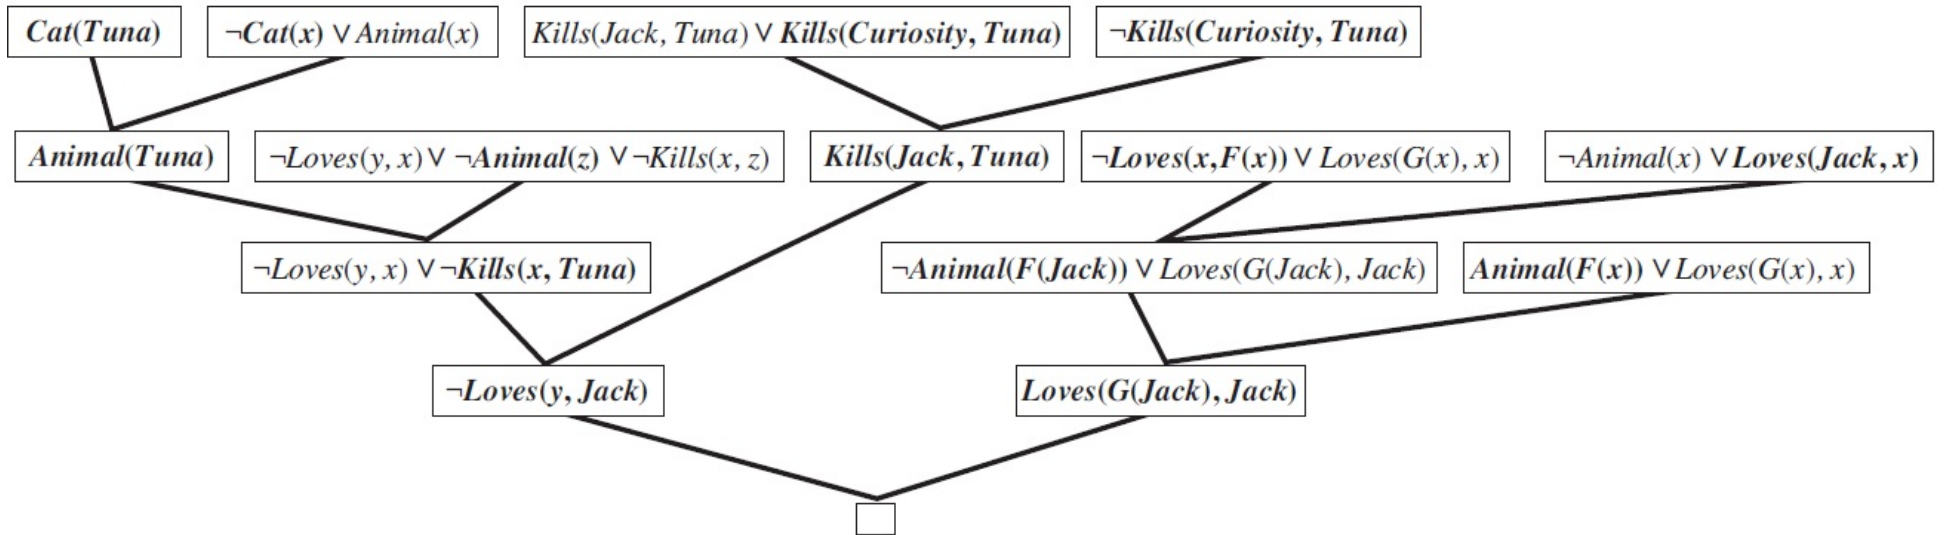 Cat(Tuna) ¬Cat(x) ∨ Animal(x) Kills(Jack, Tuna) ∨ Kills(Curiosity, Tuna) ¬Kills(Curiosity, Tuna)
Animal(Tuna) ¬Loves(y, x) ∨ ¬Animal(z) ∨ ¬Kills(x, z) Kills(Jack, Tuna) ¬Loves(x,F(x)) ∨ Loves(G(x), x) ¬Animal(x) ∨ Loves(Jack, x)
¬Loves(y, x) ∨ ¬Kills(x, Tuna) ¬Animal(F(Jack)) ∨ Loves(G(Jack), Jack) Animal(F(x)) ∨ Loves(G(x), x)
¬Loves(y, Jack) Loves(G(Jack), Jack)